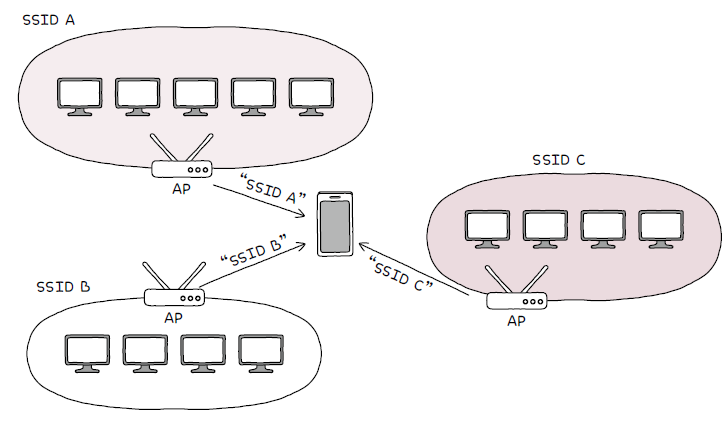 SSID A
AP
"SSID A"
SSID C
"SSID B"
SSID B
"SSID C"
AP
AP